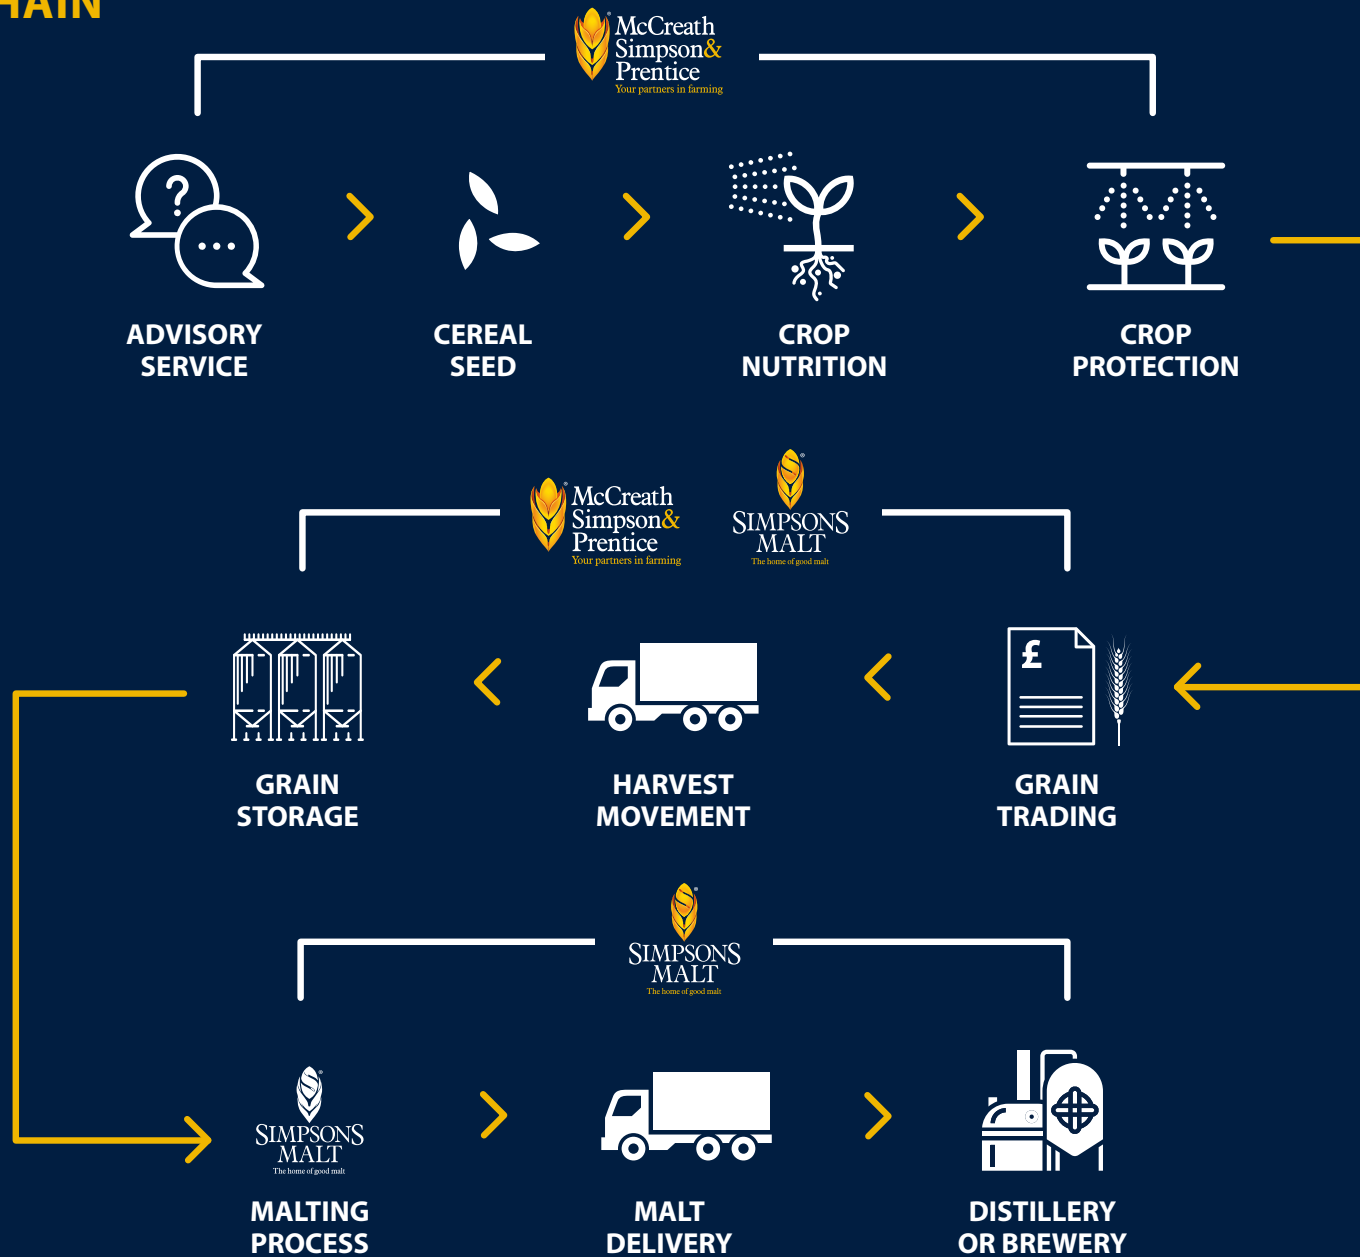 McCreath
Simpson&
Prentice
Your partners in farming
?
ADVISORY
SERVICE
CEREAL
SEED
CROP
NUTRITION
CROP
PROTECTION
McCreath
Simpson&
Prentice
Your partners in farming
SIMPSONS
MALT
The home of good malt
£
GRAIN
STORAGE
HARVEST
MOVEMENT
GRAIN
TRADING
SIMPSONS
MALT
The home of good malt
SIMPSONS
MALT
The home of good malt
MALTING
PROCESS
MALT
DELIVERY
DISTILLERY
OR BREWERY